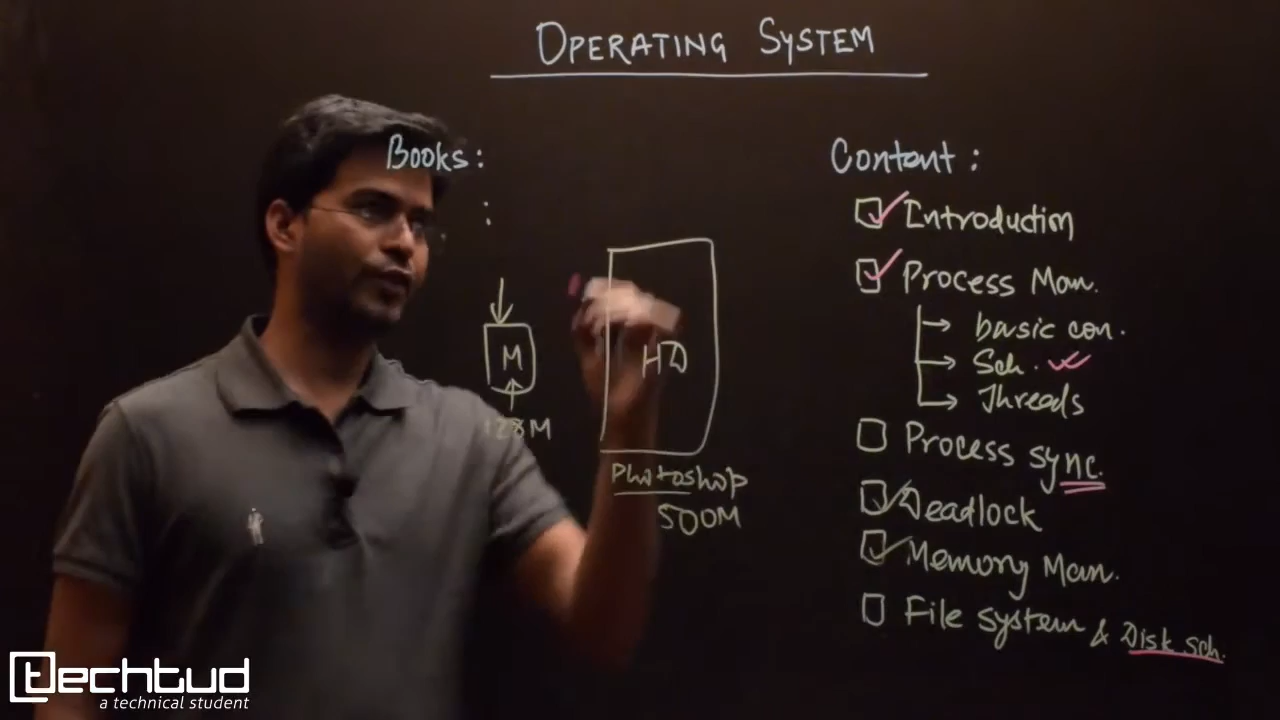 OPERATING SYSTEM
Books:
:
M
128M
HD
Photoshop
500M
Content:
Introduction
Process Man.
basic con.
Sch.
Threads
Process sync.
Deadlock
Memory Man.
File system & Disk Sch.
techtud
a technical student